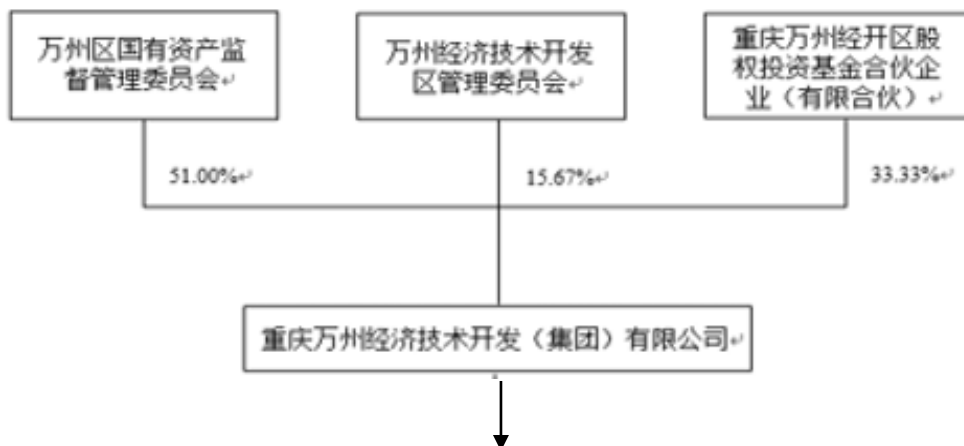 万州区国有资产监
督管理委员会
万州经济技术开发
区管理委员会
重庆万州经开区股
权投资基金合伙企
业（有限合伙）
51.00%
15.67%
33.33%
重庆万州经济技术开发（集团）有限公司